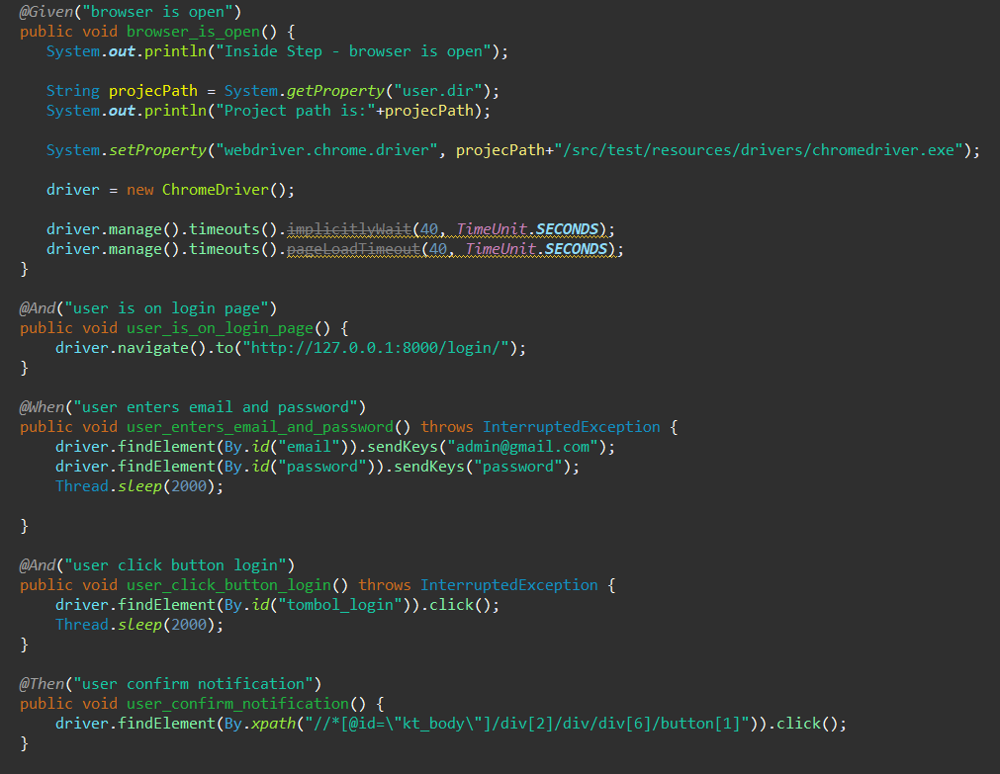 @Given("browser is open")
public void browser_is_open() {
System.out.println("Inside Step - browser is open");
String projecPath = System.getProperty("user.dir");
System.out.println("Project path is:"+projecPath);
System.setProperty("webdriver.chrome.driver", projecPath+"/src/test/resources/drivers/chromedriver.exe");
driver = new ChromeDriver();
driver.manage().timeouts().implicitlyWait(40, TimeUnit.SECONDS);
driver.manage().timeouts().pageLoadTimeout(40, TimeUnit.SECONDS);
}
@And("user is on login page")
public void user_is_on_login_page() {
driver.navigate().to("http://127.0.0.1:8000/login/");
}
@When("user enters email and password")
public void user_enters_email_and_password() throws InterruptedException {
driver.findElement(By.id("email")).sendKeys("admin@gmail.com");
driver.findElement(By.id("password")).sendKeys("password");
Thread.sleep(2000);
}
@And("user click button login")
public void user_click_button_login() throws InterruptedException {
driver.findElement(By.id("tombol_login")).click();
Thread.sleep(2000);
}
@Then("user confirm notification")
public void user_confirm_notification() {
driver.findElement(By.xpath("//*[@id=\"kt_body\"]/div[2]/div/div[6]/button[1]")).click();
}